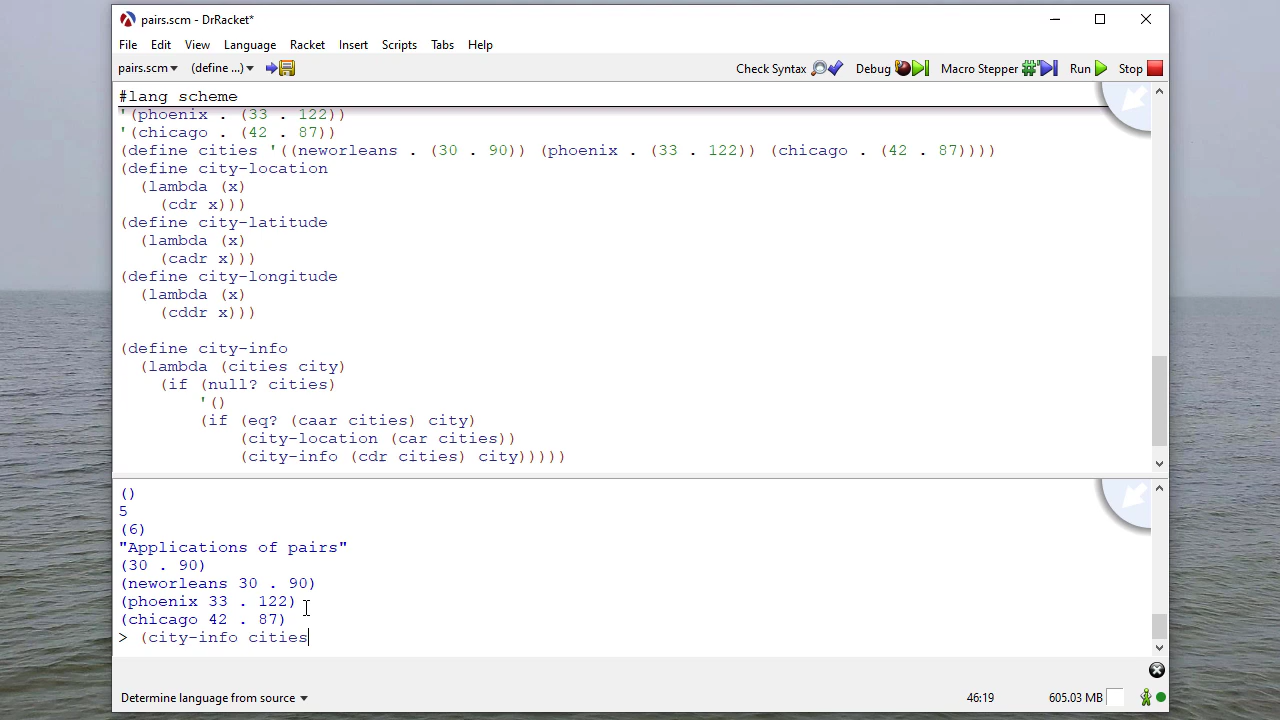 pairs.scm - DrRacket*
File Edit View Language Racket Insert Scripts Tabs Help
pairs.scm (define ...) Check Syntax Debug Macro Stepper Run Stop
#lang scheme
'(phoenix . (33 . 122))
'(chicago . (42 . 87))
(define cities '((neworleans . (30 . 90)) (phoenix . (33 . 122)) (chicago . (42 . 87))))
(define city-location
  (lambda (x)
    (cdr x)))
(define city-latitude
  (lambda (x)
    (cadr x)))
(define city-longitude
  (lambda (x)
    (cddr x)))
(define city-info
  (lambda (cities city)
    (if (null? cities)
        '()
        (if (eq? (caar cities) city)
            (city-location (car cities))
            (city-info (cdr cities) city)))))
()
5
(6)
"Applications of pairs"
(30 . 90)
(neworleans 30 . 90)
(phoenix 33 . 122)
(chicago 42 . 87)
> (city-info cities
Determine language from source 46:19 605.03 MB